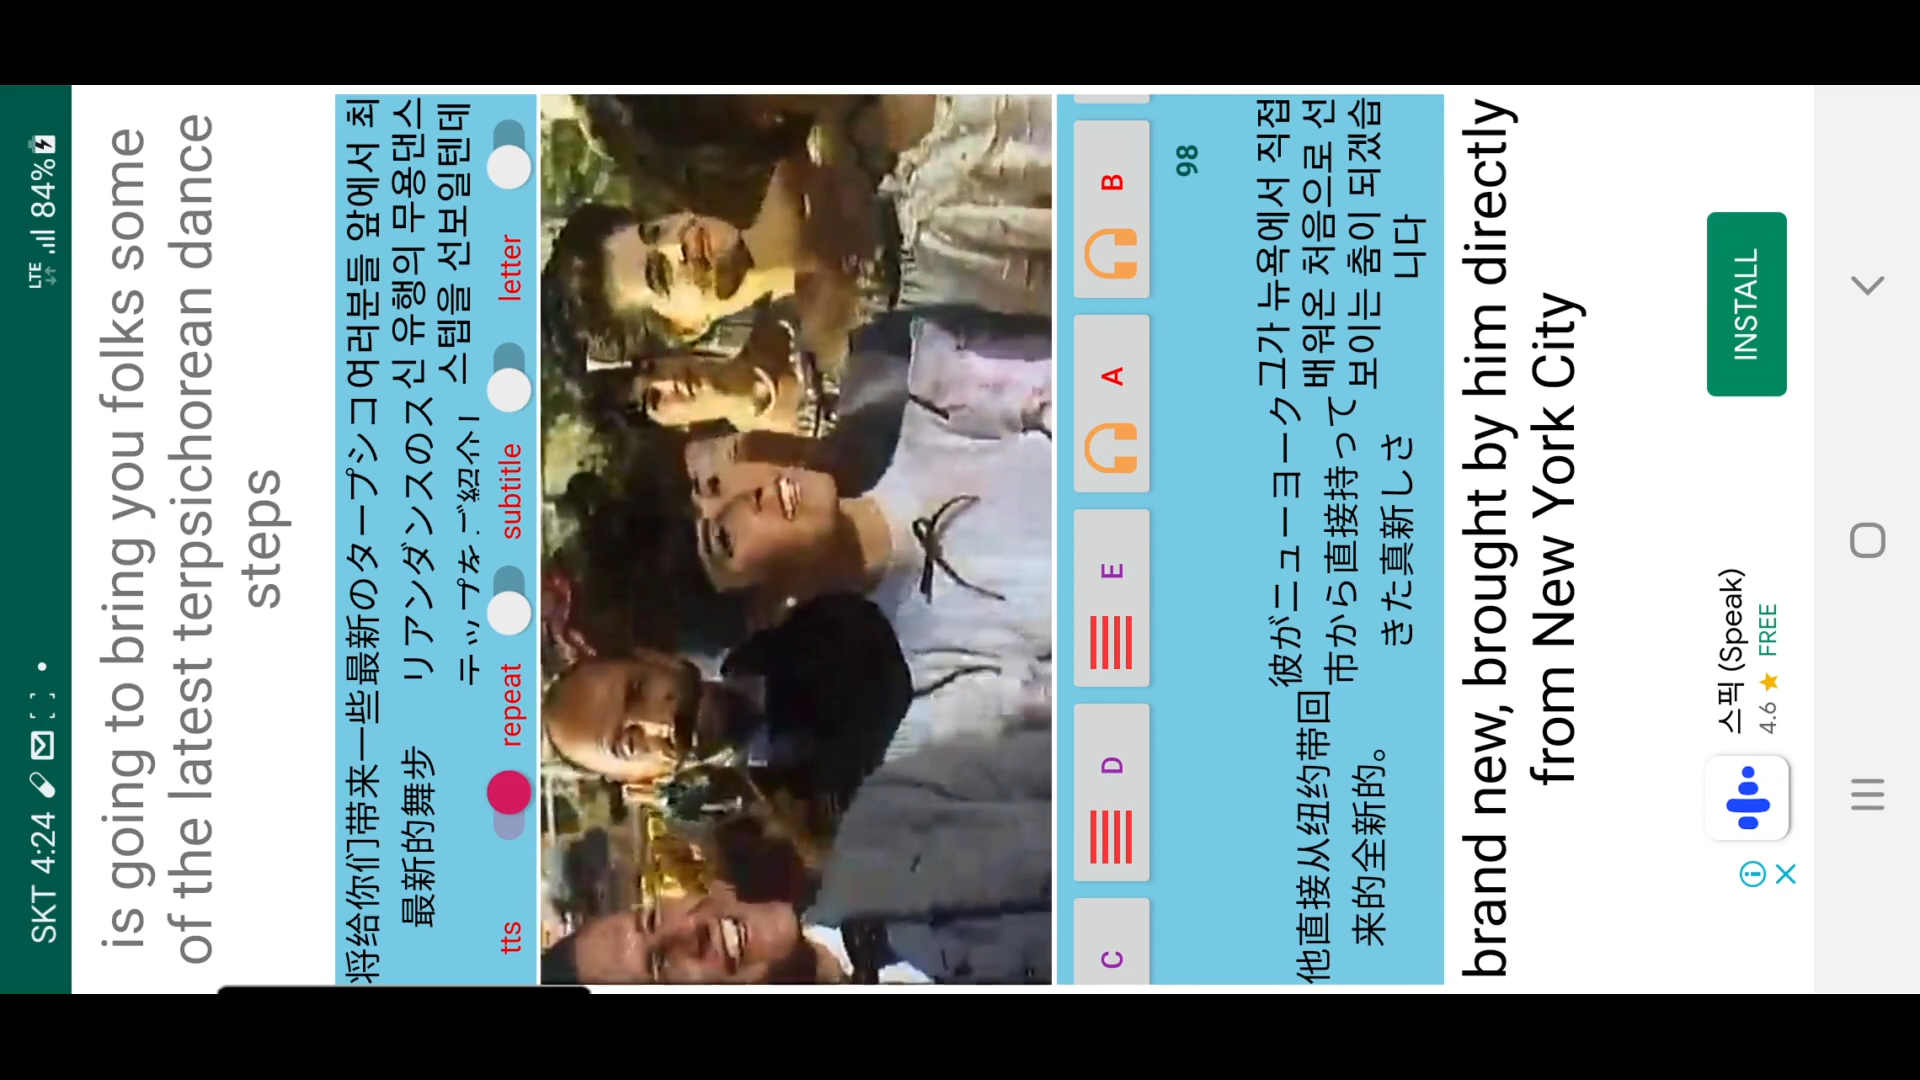 SKT 4:24
LTE 84%
is going to bring you folks some
of the latest terpsichorean dance
steps
将给你们带来一些最新的舞步
最新的舞步
最新のタープシコ
リアンダンスのス
テップをご紹介し
여러분들 앞에서 최
신 유행의 무용댄스
스텝을 선보일텐데
tts
repeat
subtitle
letter
C
D
E
A
B
98
他直接从纽约带回
来的全新的。
彼がニューヨーク
市から直接持って
きた真新しさ
그가 뉴욕에서 직접
배워온 처음으로 선
보이는 춤이 되겠습
니다
brand new, brought by him directly
from New York City
스픽 (Speak)
4.6 ★ FREE
INSTALL